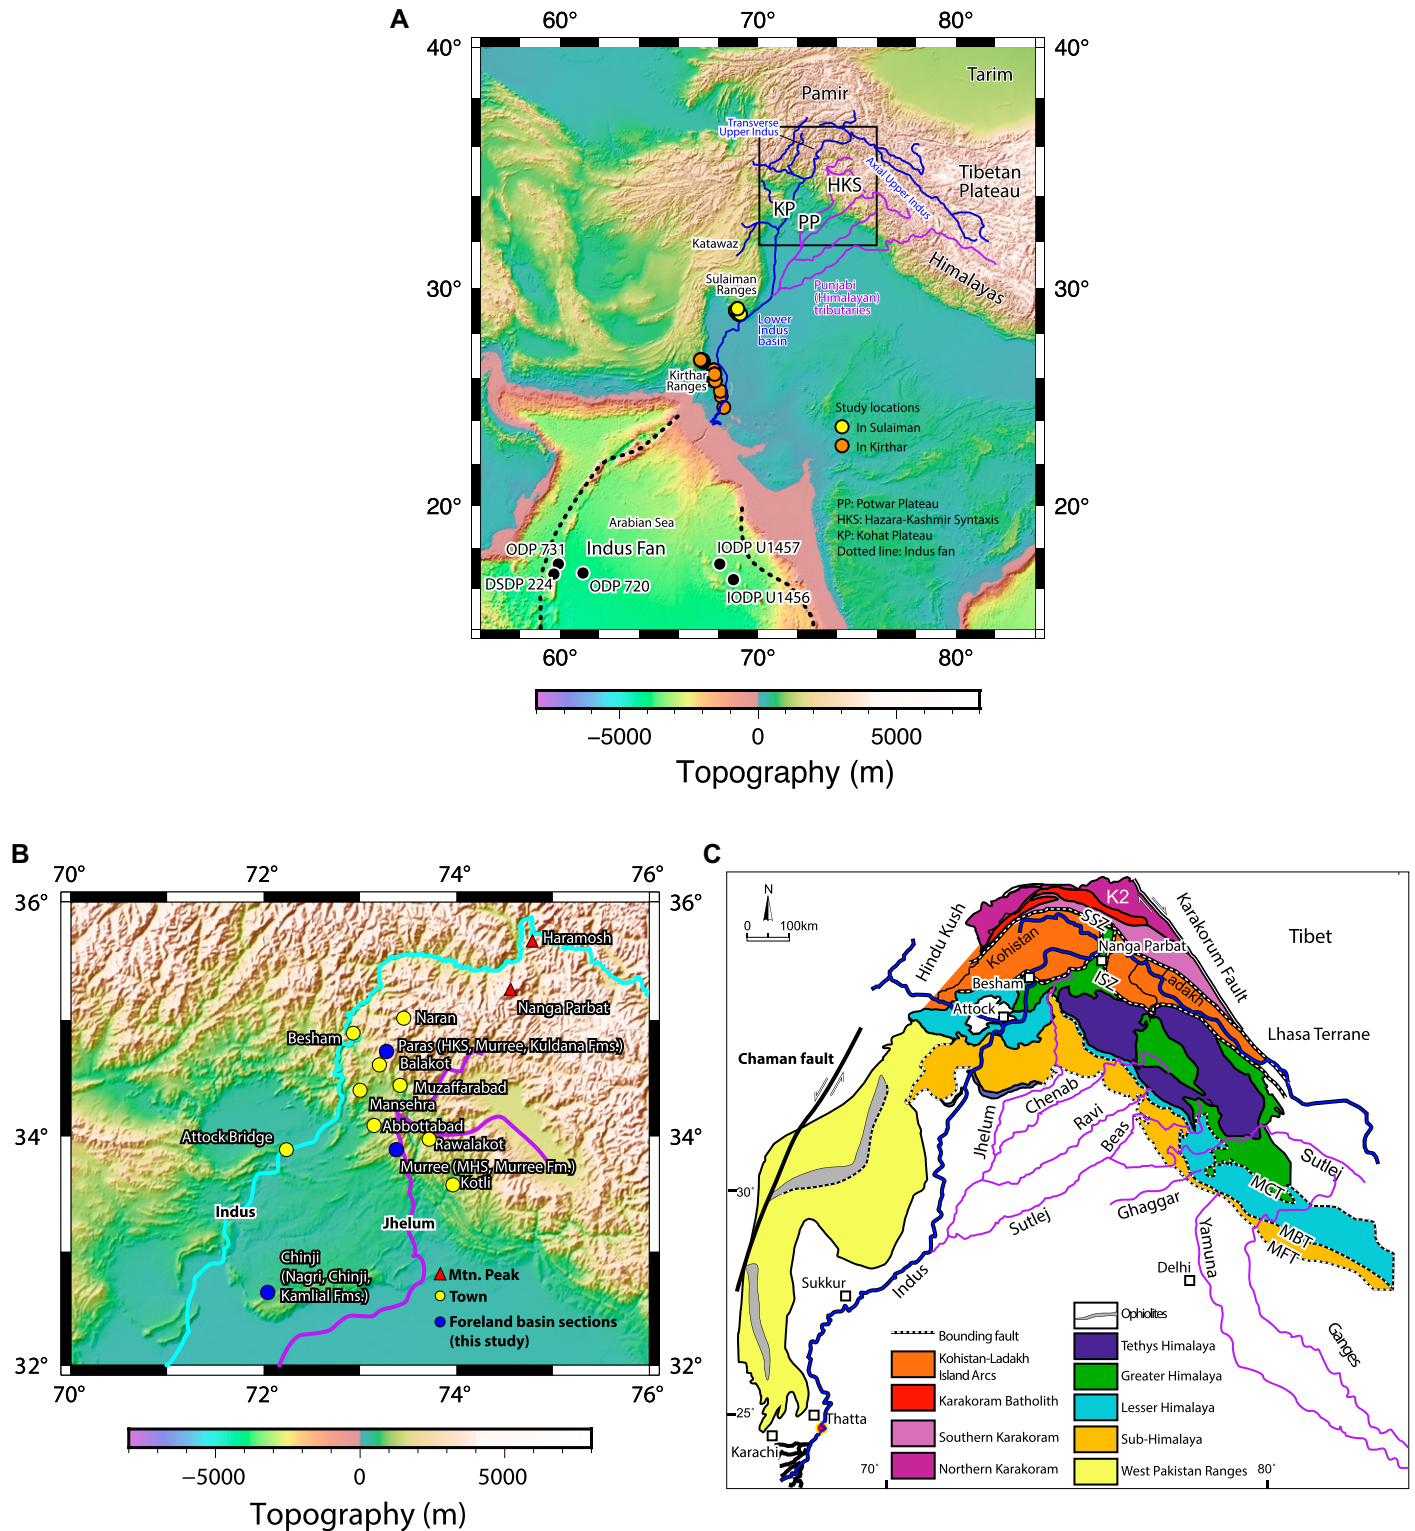 A
60°
70°
80°
40°
40°
Tarim
Pamir
Transverse
Upper Indus
Axial Upper Indus
Tibetan
Plateau
HKS
KP
PP
Katawaz
Himalayas
30°
30°
Sulaiman
Ranges
Punjabi
(Himalayan)
tributaries
Lower
Indus
basin
Kirthar
Ranges
Study locations
In Sulaiman
In Kirthar
20°
20°
PP: Potwar Plateau
HKS: Hazara-Kashmir Syntaxis
KP: Kohat Plateau
Dotted line: Indus fan
Arabian Sea
Indus Fan
ODP 731
IODP U1457
DSDP 224
ODP 720
IODP U1456
60°
70°
80°
−5000
0
5000
Topography (m)
B
70°
72°
74°
76°
36°
36°
Haramosh
Nanga Parbat
Naran
Besham
Paras (HKS, Murree, Kuldana Fms.)
Balakot
Muzaffarabad
Mansehra
Abbottabad
Attock Bridge
34°
34°
Rawalakot
Murree (MHS, Murree Fm.)
Kotli
Indus
Jhelum
Chinji
(Nagri, Chinji,
Kamlial Fms.)
Mtn. Peak
Town
Foreland basin sections
(this study)
32°
32°
70°
72°
74°
76°
−5000
0
5000
Topography (m)
C
N
0
100km
K2
Hindu Kush
SSZ
Karakorum Fault
Tibet
Kohistan
Nanga Parbat
Besham
ISZ
Ladakh
Attock
Lhasa Terrane
Chaman fault
Jhelum
Chenab
Ravi
Beas
Sutlej
30°
MCT
Ghaggar
Sutlej
Yamuna
MBT
MFT
Indus
Delhi
Sukkur
Ganges
Bounding fault
Kohistan-Ladakh
Island Arcs
Karakoram Batholith
Southern Karakoram
Northern Karakoram
Ophiolites
Tethys Himalaya
Greater Himalaya
Lesser Himalaya
Sub-Himalaya
West Pakistan Ranges
25°
Thatta
Karachi
70°
80°